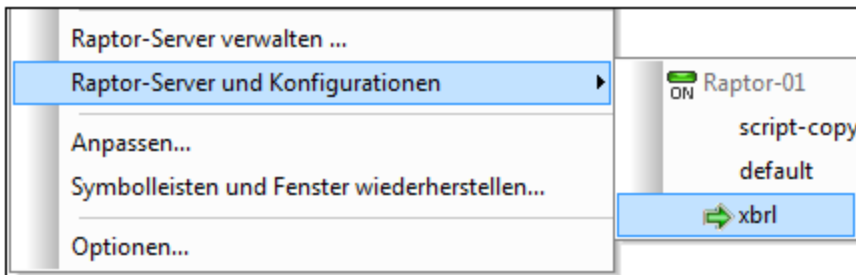 Raptor-Server verwalten ...
Raptor-Server und Konfigurationen
Anpassen...
Symbolleisten und Fenster wiederherstellen...
Optionen...
ON Raptor-01
script-copy
default
xbrl